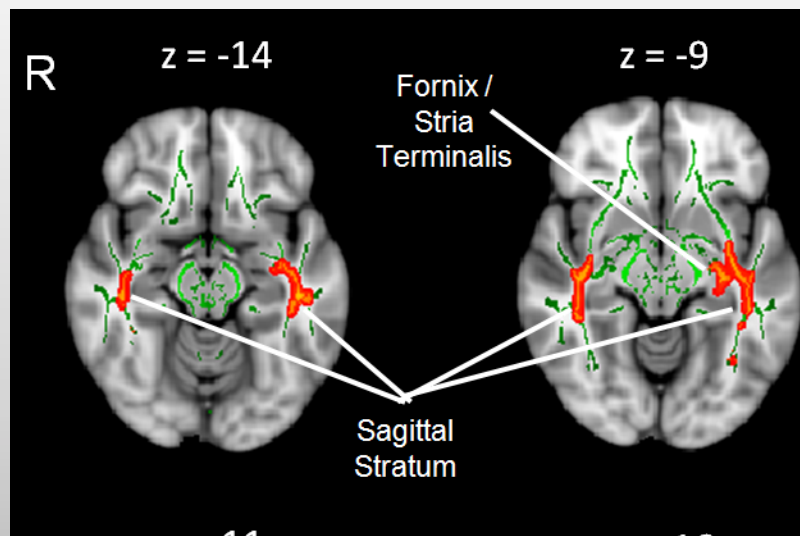 R
z = -14
z = -9
Fornix /
Stria
Terminalis
Sagittal
Stratum